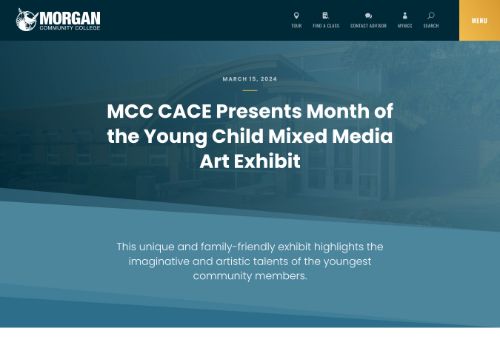 MORGAN
COMMUNITY COLLEGE
TOUR
FIND A CLASS
CONTACT ADVISOR
MYMCC
SEARCH
MENU
MARCH 15, 2024
MCC CACE Presents Month of
the Young Child Mixed Media
Art Exhibit
This unique and family-friendly exhibit highlights the
imaginative and artistic talents of the youngest
community members.